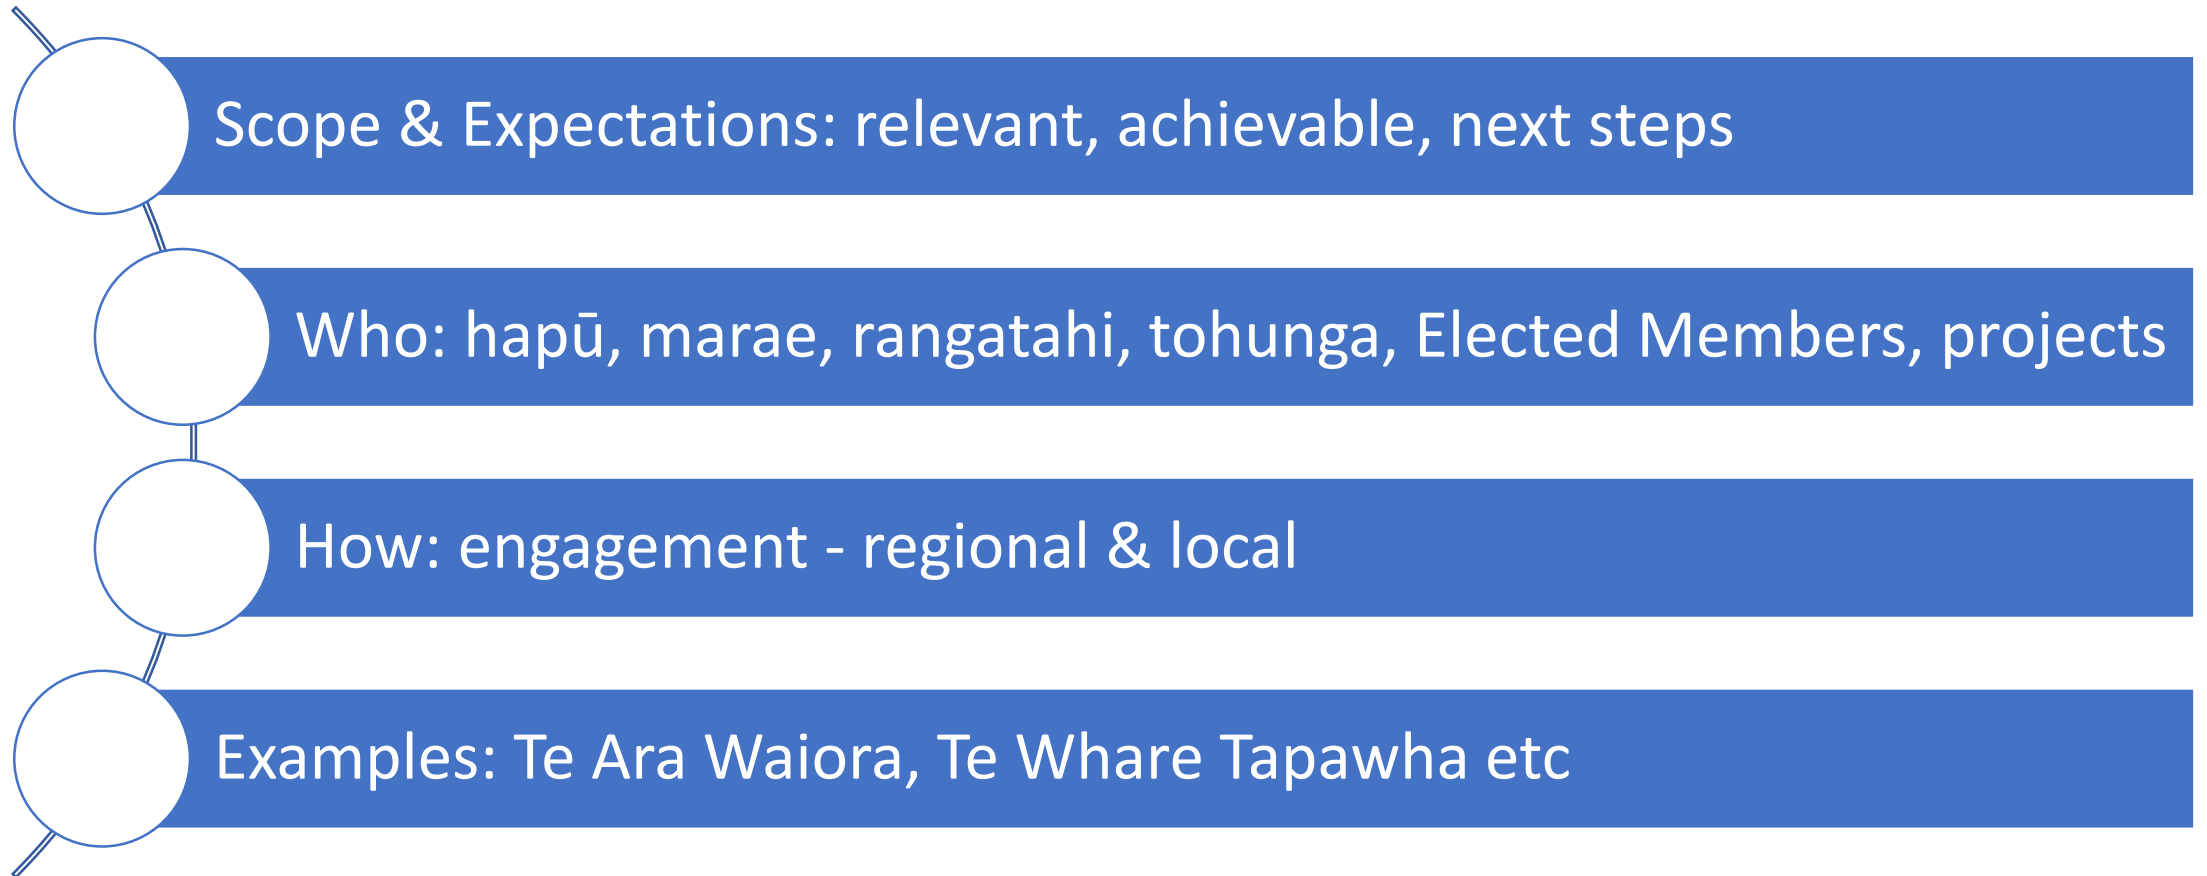 Scope & Expectations: relevant, achievable, next steps
Who: hapū, marae, rangatahi, tohunga, Elected Members, projects
How: engagement - regional & local
Examples: Te Ara Waiora, Te Whare Tapawha etc